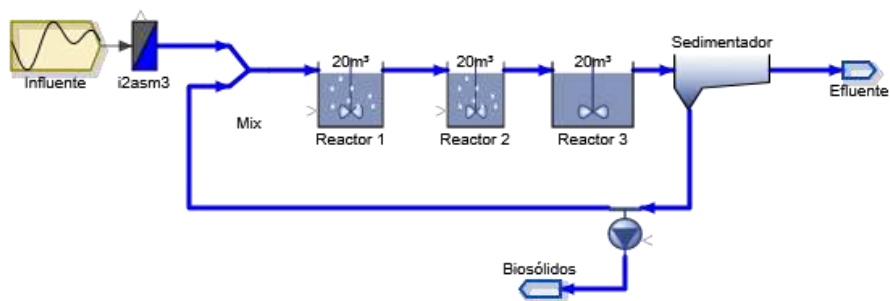 20m³ 20m³ 20m³ Sedimentador
Influente i2asm3 Efluente
Mix Reactor 1 Reactor 2 Reactor 3
Biosólidos